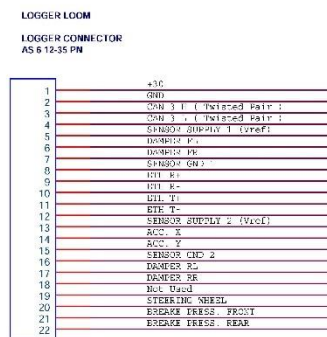 LOGGER LOOM
LOGGER CONNECTOR
AS 6 12-35 PN
+30
1 GND
2 CAN 3 H ( Twisted Pair )
3 CAN 3 L ( Twisted Pair )
4 SENSOR SUPPLY 1 (Vref)
5 DAMPER FL
6 DAMPER FR
7 SENSOR GND 1
8 ETH R+
9 ETH R-
10 ETH T+
11 ETH T-
12 SENSOR SUPPLY 2 (Vref)
13 ACC. X
14 ACC. Y
15 SENSOR GND 2
16 DAMPER RL
17 DAMPER RR
18 Not Used
19 STEERING WHEEL
20 BREAKE PRESS. FRONT
21 BREAKE PRESS. REAR
22